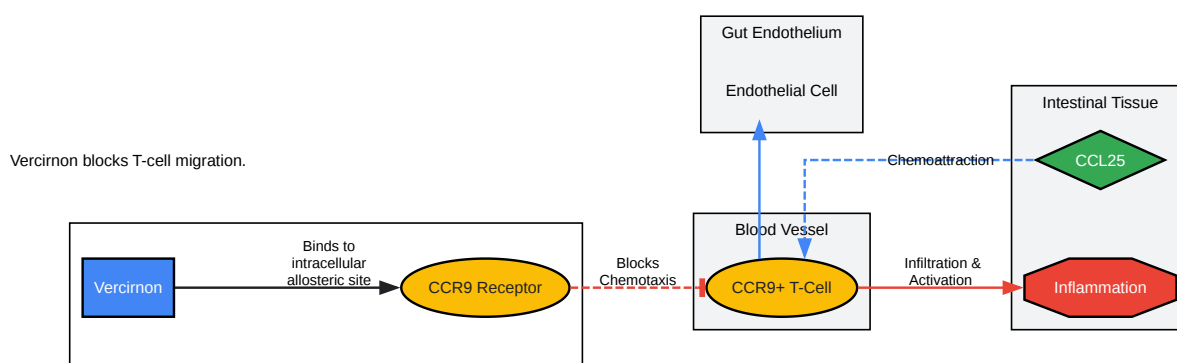 Gut Endothelium
Endothelial Cell
Intestinal Tissue
CCL25
Chemoattraction
Vercirnon blocks T-cell migration.
Blood Vessel
Binds to
intracellular
allosteric site
Blocks
Chemotaxis
Infiltration &
Activation
Vercirnon
CCR9 Receptor
CCR9+ T-Cell
Inflammation